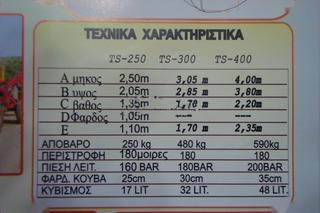 ΤΕΧΝΙΚΑ ΧΑΡΑΚΤΗΡΙΣΤΙΚΑ
TS-250 TS-300 TS-400
Α μηκος 2,50m 3,05 m 4,00m
Β υψος 2,05m 2,85 m 3,80m
C βαθος 1,35m 1,70 m 2,20m
D Φαρδος 1,05m --- ---
Ε 1,10m 1,70 m 2,35m
ΑΠΟΒΑΡΟ 250 kg 480 kg 590kg
ΠΕΡΙΣΤΡΟΦΗ 180μοιρες 180 180
ΠΙΕΣΗ ΛΕΙΤ. 160 BAR 180BAR 200BAR
ΦΑΡΔ. ΚΟΥΒΑ 25cm 30cm 35cm
ΚΥΒΙΣΜΟΣ 17 LIT 32 LIT. 48 LIT.